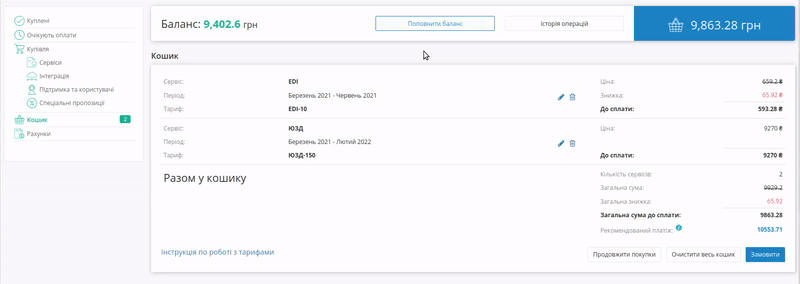 Куплені
Очікують оплати
Купівля
Сервіси
Інтеграція
Підтримка та користувачі
Спеціальні пропозиції
Кошик 2
Рахунки
Баланс: 9,402.6 грн
Поповнити баланс
Історія операцій
9,863.28 грн
Кошик
Сервіс: EDI
Період: Березень 2021 - Червень 2021
Тариф: EDI-10
Ціна: 659.2 ₴
Знижка: 65.92 ₴
До сплати: 593.28 ₴
Сервіс: ЮЗД
Період: Березень 2021 - Лютий 2022
Тариф: ЮЗД-150
Ціна: 9270 ₴
До сплати: 9270 ₴
Разом у кошику
Кількість сервісів: 2
Загальна сума: 9929.2
Загальна знижка: 65.92
Загальна сума до сплати: 9863.28
Рекомендований платіж: 10553.71
Інструкція по роботі з тарифами
Продовжити покупки
Очистити весь кошик
Замовити